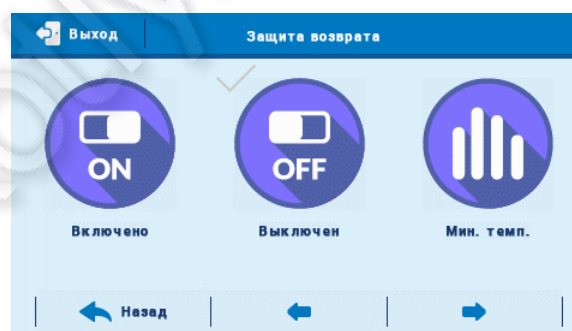 Выход
Защита возврата
ON
OFF
Включено
Выключен
Мин. темп.
Назад